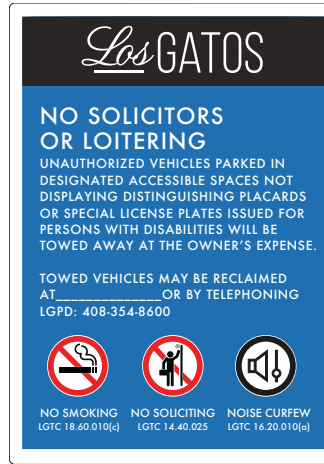 Los GATOS
NO SOLICITORS
OR LOITERING
UNAUTHORIZED VEHICLES PARKED IN
DESIGNATED ACCESSIBLE SPACES NOT
DISPLAYING DISTINGUISHING PLACARDS
OR SPECIAL LICENSE PLATES ISSUED FOR
PERSONS WITH DISABILITIES WILL BE
TOWED AWAY AT THE OWNER'S EXPENSE.
TOWED VEHICLES MAY BE RECLAIMED
AT______________OR BY TELEPHONING
LGPD: 408-354-8600
NO SMOKING NO SOLICITING NOISE CURFEW
LGTC 18.60.010(c) LGTC 14.40.025 LGTC 16.20.010(a)